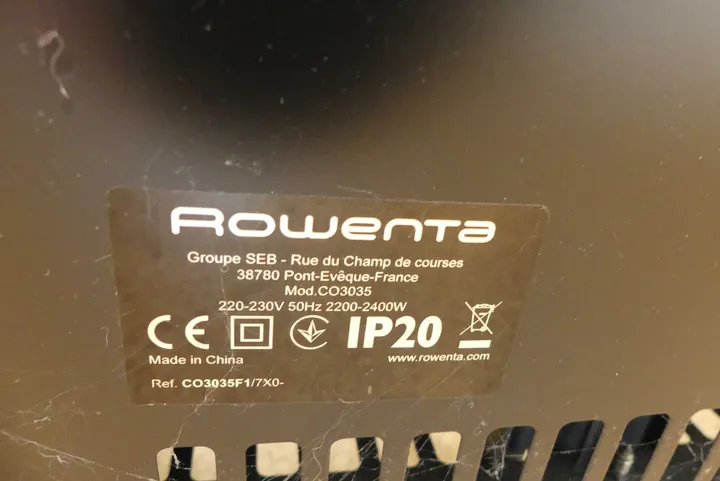 ROWENTA
Groupe SEB - Rue du Champ de courses
38780 Pont-Evêque-France
Mod.CO3035
220-230V 50Hz 2200-2400W
CE IP20
Made in China
www.rowenta.com
Ref. CO3035F1/7X0-